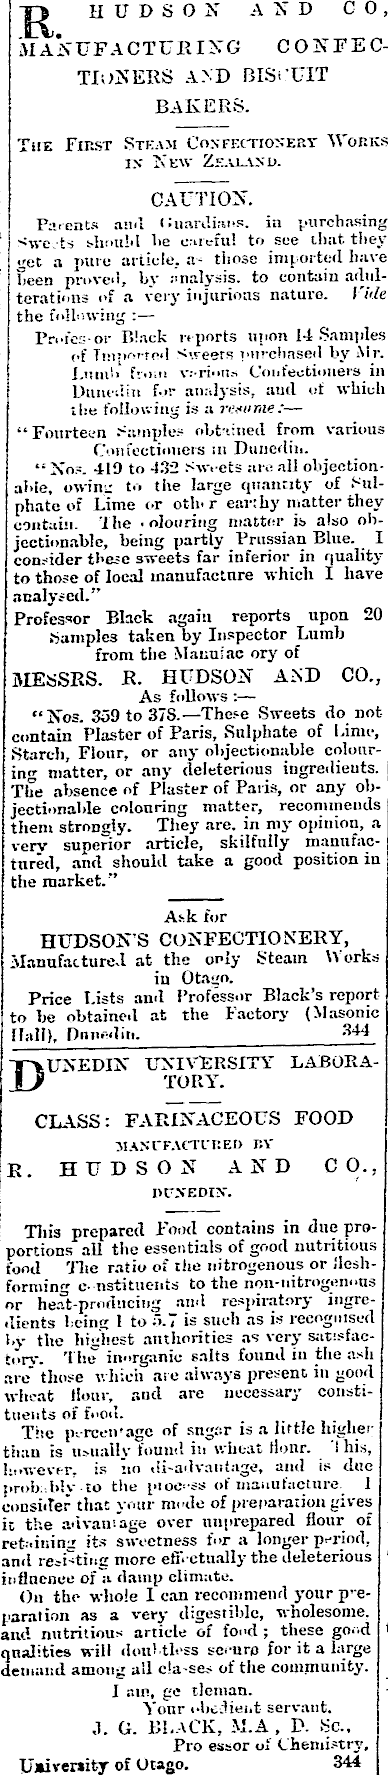 R. HUDSON AND CO,
MANUFACTURING CONFEC-
TIONERS AND BISCUIT
BAKERS.
THE FIRST STEAM CONFECTIONERY WORKS
IN NEW ZEALAND.
CAUTION.
Parents and Guardians, in purchasing
Sweets should be careful to see that they
get a pure article, as those imported have
been proved, by analysis, to contain adul-
terations of a very injurious nature. Vide
the following :—
Professor Black reports upon 14 Samples
of Imported Sweets purchased by Mr.
Lumb from various Confectioners in
Dunedin for analysis, and of which
the following is a resume:—
"Fourteen Samples obtained from various
Confectioners in Dunedin.
"Nos. 419 to 432 Sweets are all objection-
able, owing to the large quantity of Sul-
phate of Lime or other earthy matter they
contain. The colouring matter is also ob-
jectionable, being partly Prussian Blue. I
consider these sweets far inferior in quality
to those of local manufacture which I have
analysed."
Professor Black again reports upon 20
Samples taken by Inspector Lumb
from the Manufactory of
MESSRS. R. HUDSON AND CO.,
As follows :—
"Nos. 359 to 378.—These Sweets do not
contain Plaster of Paris, Sulphate of Lime,
Starch, Flour, or any objectionable colour-
ing matter, or any deleterious ingredients.
The absence of Plaster of Paris, or any ob-
jectionable colouring matter, recommends
them strongly. They are, in my opinion, a
very superior article, skilfully manufac-
tured, and should take a good position in
the market."
Ask for
HUDSON'S CONFECTIONERY,
Manufactured at the only Steam Works
in Otago.
Price Lists and Professor Black's report
to be obtained at the Factory (Masonic
Hall), Dunedin. 344
DUNEDIN UNIVERSITY LABORA-
TORY.
CLASS: FARINACEOUS FOOD
MANUFACTURED BY
R. HUDSON AND CO.,
DUNEDIN.
This prepared Food contains in due pro-
portions all the essentials of good nutritious
food The ratio of the nitrogenous or flesh-
forming constituents to the non-nitrogenous
or heat-producing and respiratory ingre-
dients being 1 to 5.7 is such as is recognised
by the highest authorities as very satisfac-
tory. The inorganic salts found in the ash
are those which are always present in good
wheat flour, and are necessary consti-
tuents of food.
The percentage of sugar is a little higher
than is usually found in wheat flour. This,
however, is no disadvantage, and is due
probably to the process of manufacture. I
consider that your mode of preparation gives
it the advantage over unprepared flour of
retaining its sweetness for a longer period,
and resisting more effectually the deleterious
influence of a damp climate.
On the whole I can recommend your pre-
paration as a very digestible, wholesome,
and nutritious article of food; these good
qualities will doubtless secure for it a large
demand among all classes of the community.
I am, gentleman,
Your obedient servant,
J. G. BLACK, M.A, D. Sc.,
Professor of Chemistry,
University of Otago. 344